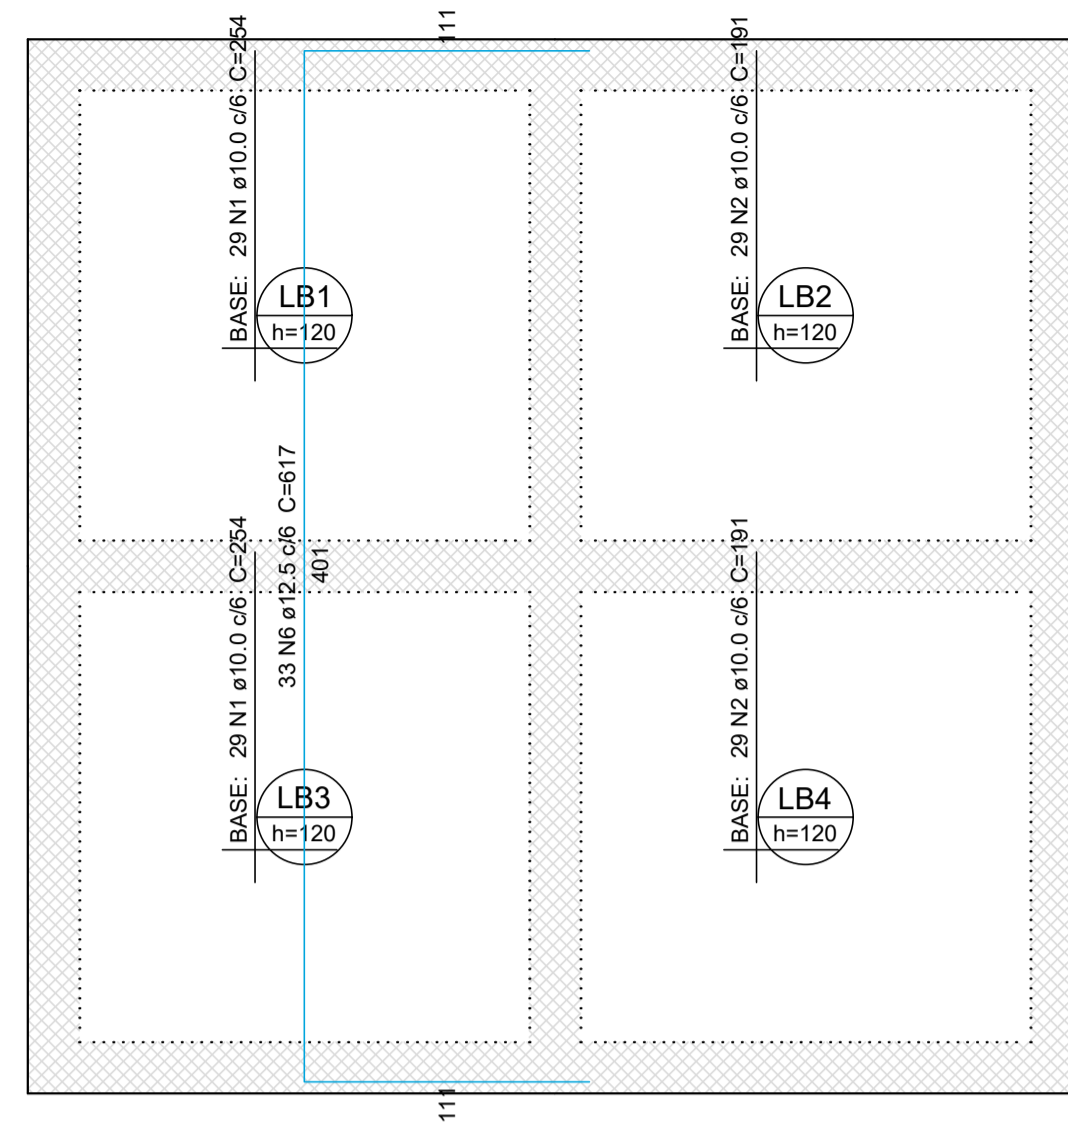 111
BASE: 29 N1 ø10.0 c/6 C=254
LB1
h=120
BASE: 29 N2 ø10.0 c/6 C=191
LB2
h=120
33 N6 ø12.5 c/6 C=617
401
BASE: 29 N1 ø10.0 c/6 C=254
LB3
h=120
BASE: 29 N2 ø10.0 c/6 C=191
LB4
h=120
111